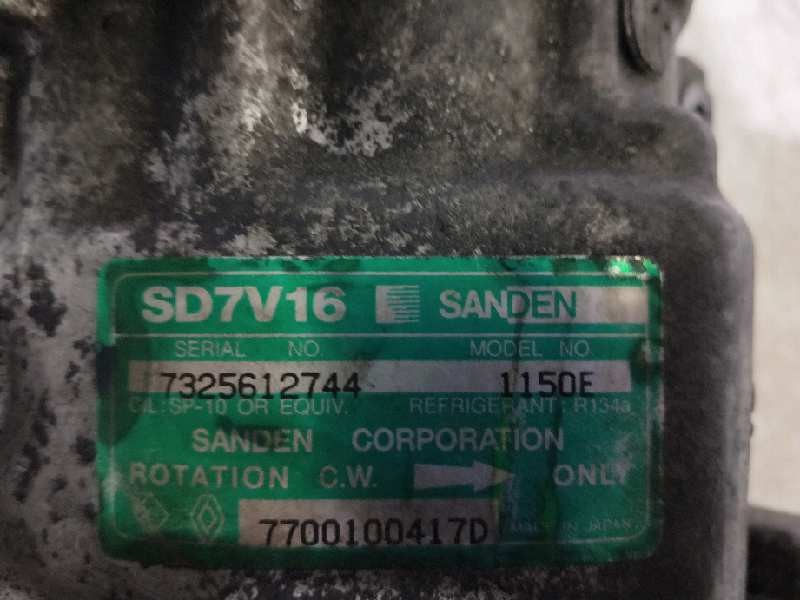 SD7V16 SANDEN
SERIAL NO. MODEL NO.
7325612744 1150E
OIL:SP-10 OR EQUIV. REFRIGERANT: R134a
SANDEN CORPORATION
ROTATION C.W. ONLY
7700100417D MADE IN JAPAN